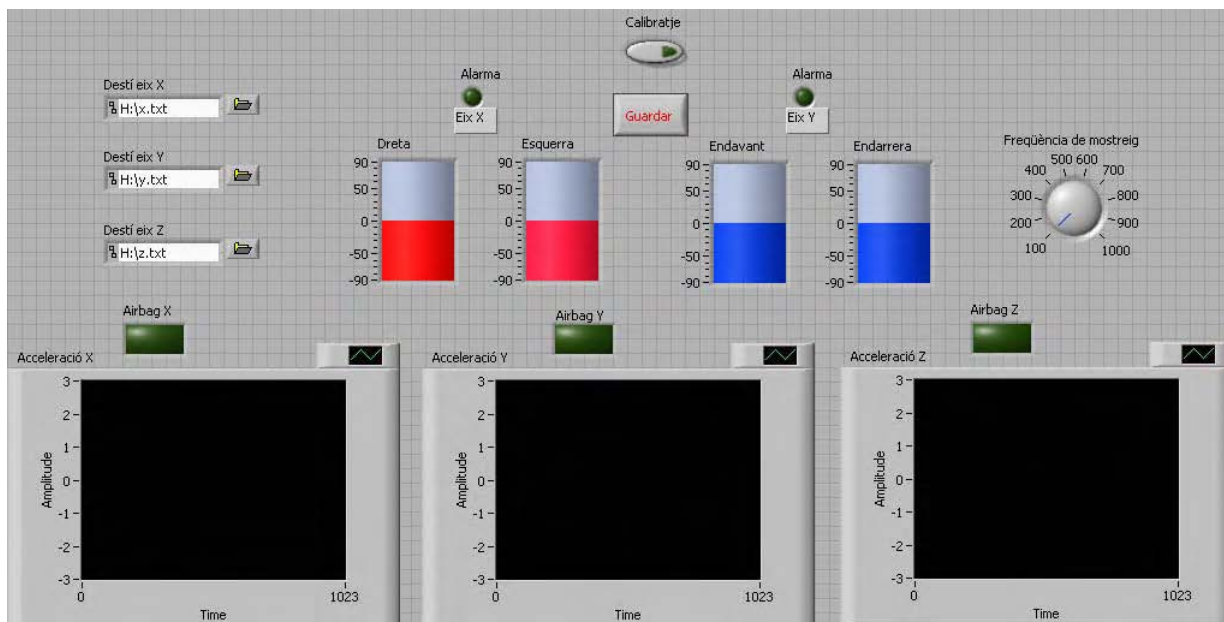 Calibratje
Destí eix X
H:\x.txt
Destí eix Y
H:\y.txt
Destí eix Z
H:\z.txt
Alarma
Eix X
Guardar
Alarma
Eix Y
Dreta
90
50
0
-50
-90
Esquerra
90
50
0
-50
-90
Endavant
90
50
0
-50
-90
Endarrera
90
50
0
-50
-90
Freqüència de mostreig
100
200
300
400
500
600
700
800
900
1000
Airbag X
Acceleració X
3
2
1
0
-1
-2
-3
Amplitude
0
1023
Time
Airbag Y
Acceleració Y
3
2
1
0
-1
-2
-3
Amplitude
0
1023
Time
Airbag Z
Acceleració Z
3
2
1
0
-1
-2
-3
Amplitude
0
1023
Time